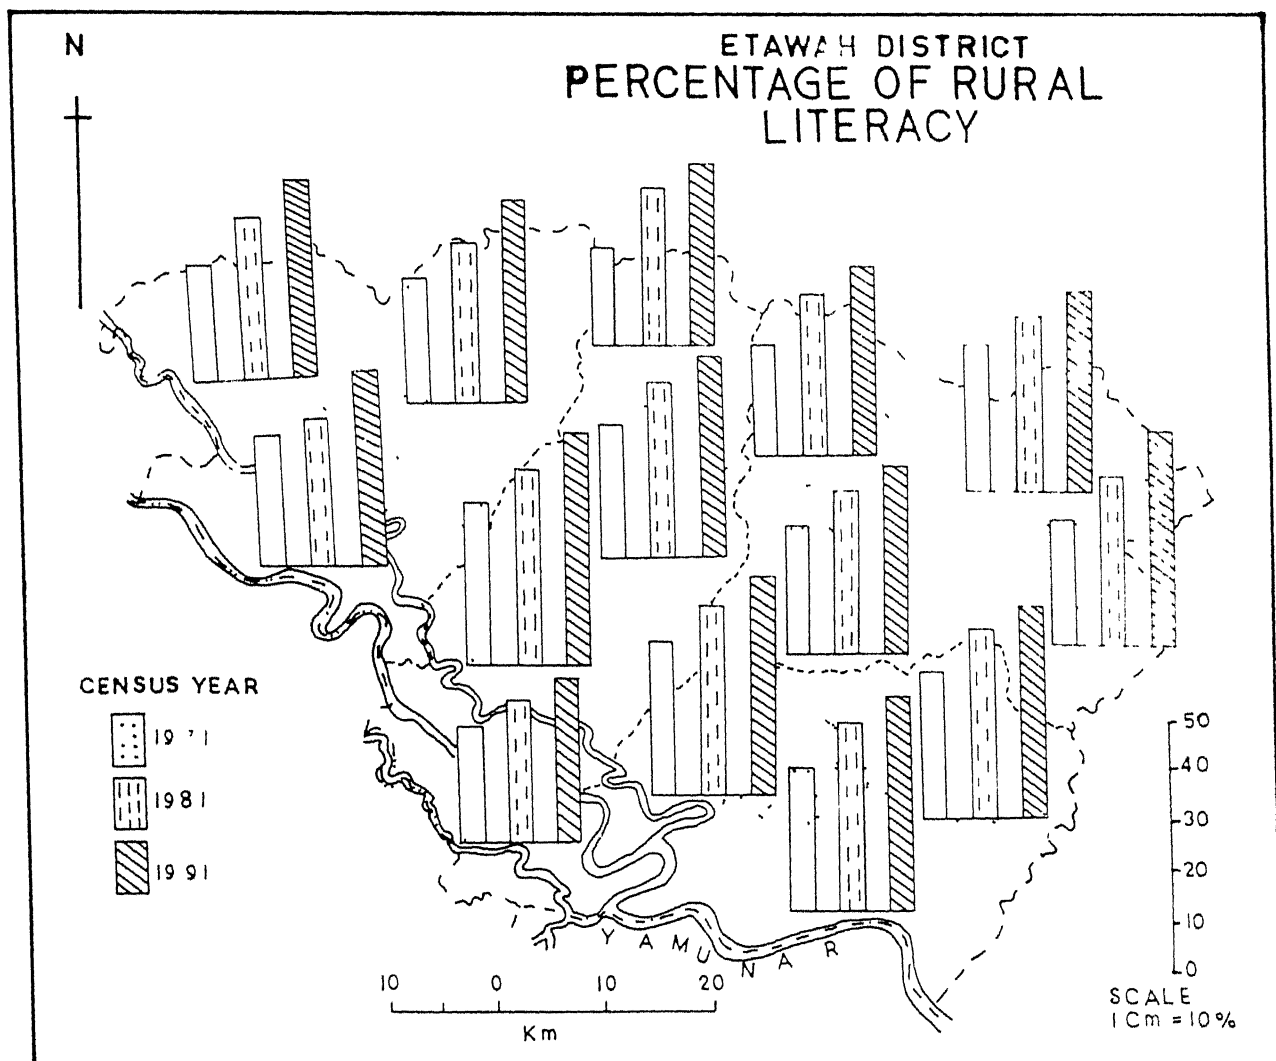 N
ETAWAH DISTRICT
PERCENTAGE OF RURAL
LITERACY
CENSUS YEAR
1971
1981
1991
50
40
30
20
10
0
SCALE
1 Cm = 10%
YAMUNA R
10 0 10 20
Km